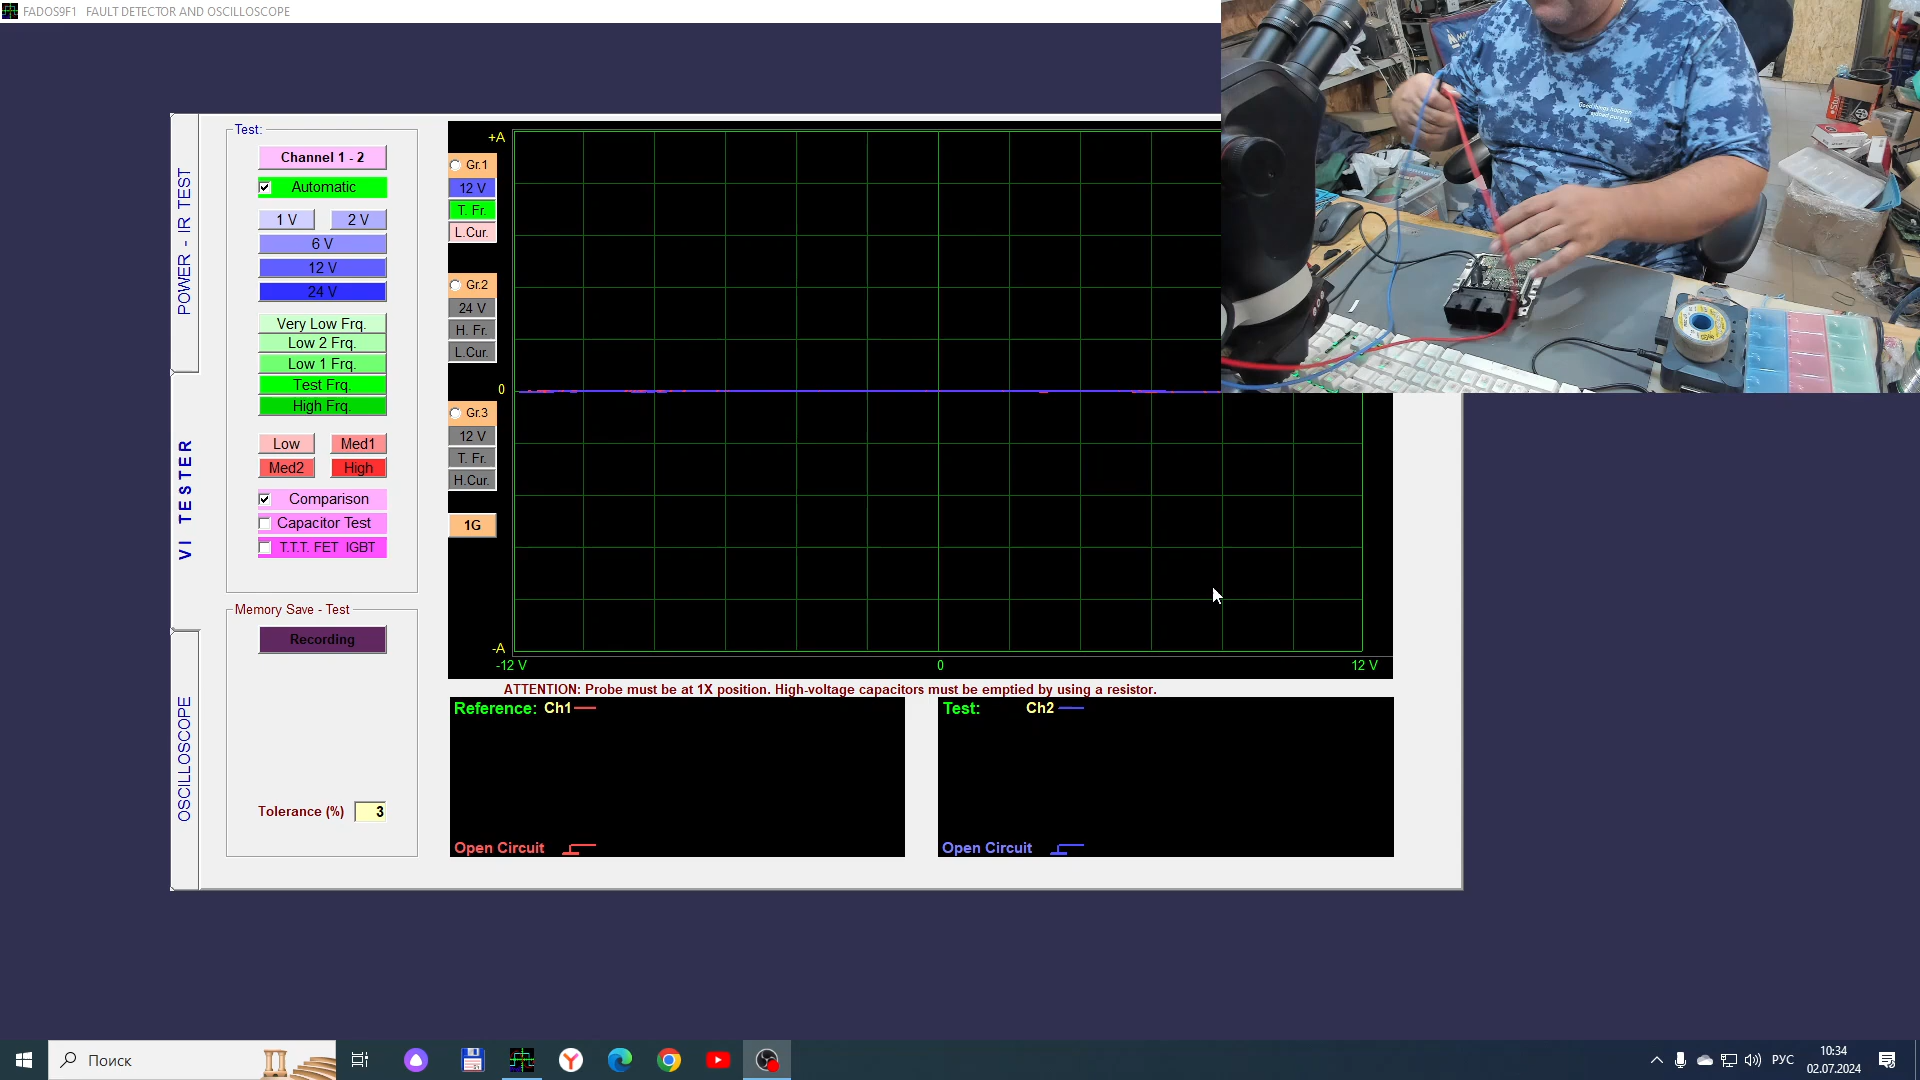 FADOS9F1 FAULT DETECTOR AND OSCILLOSCOPE
POWER - IR TEST
VI TESTER
OSCILLOSCOPE
Test:
Channel 1 - 2
Automatic
1 V
2 V
6 V
12 V
24 V
Very Low Frq.
Low 2 Frq.
Low 1 Frq.
Test Frq.
High Frq.
Low
Med1
Med2
High
Comparison
Capacitor Test
T.T.T. FET IGBT
Memory Save - Test
Recording
Tolerance (%) 3
+A
Gr.1
12 V
T. Fr.
L.Cur.
Gr.2
24 V
H. Fr.
L.Cur.
0
Gr.3
12 V
T. Fr.
H.Cur.
1G
-A
-12 V 0 12 V
ATTENTION: Probe must be at 1X position. High-voltage capacitors must be emptied by using a resistor.
Reference: Ch1
Open Circuit
Test: Ch2
Open Circuit
Поиск
РУС
10:34
02.07.2024